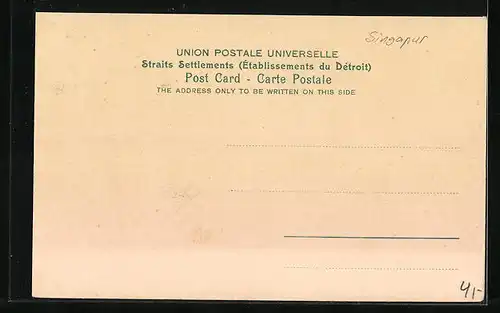 Singapur
UNION POSTALE UNIVERSELLE
Straits Settlements (Établissements du Détroit)
Post Card - Carte Postale
THE ADDRESS ONLY TO BE WRITTEN ON THIS SIDE
41-